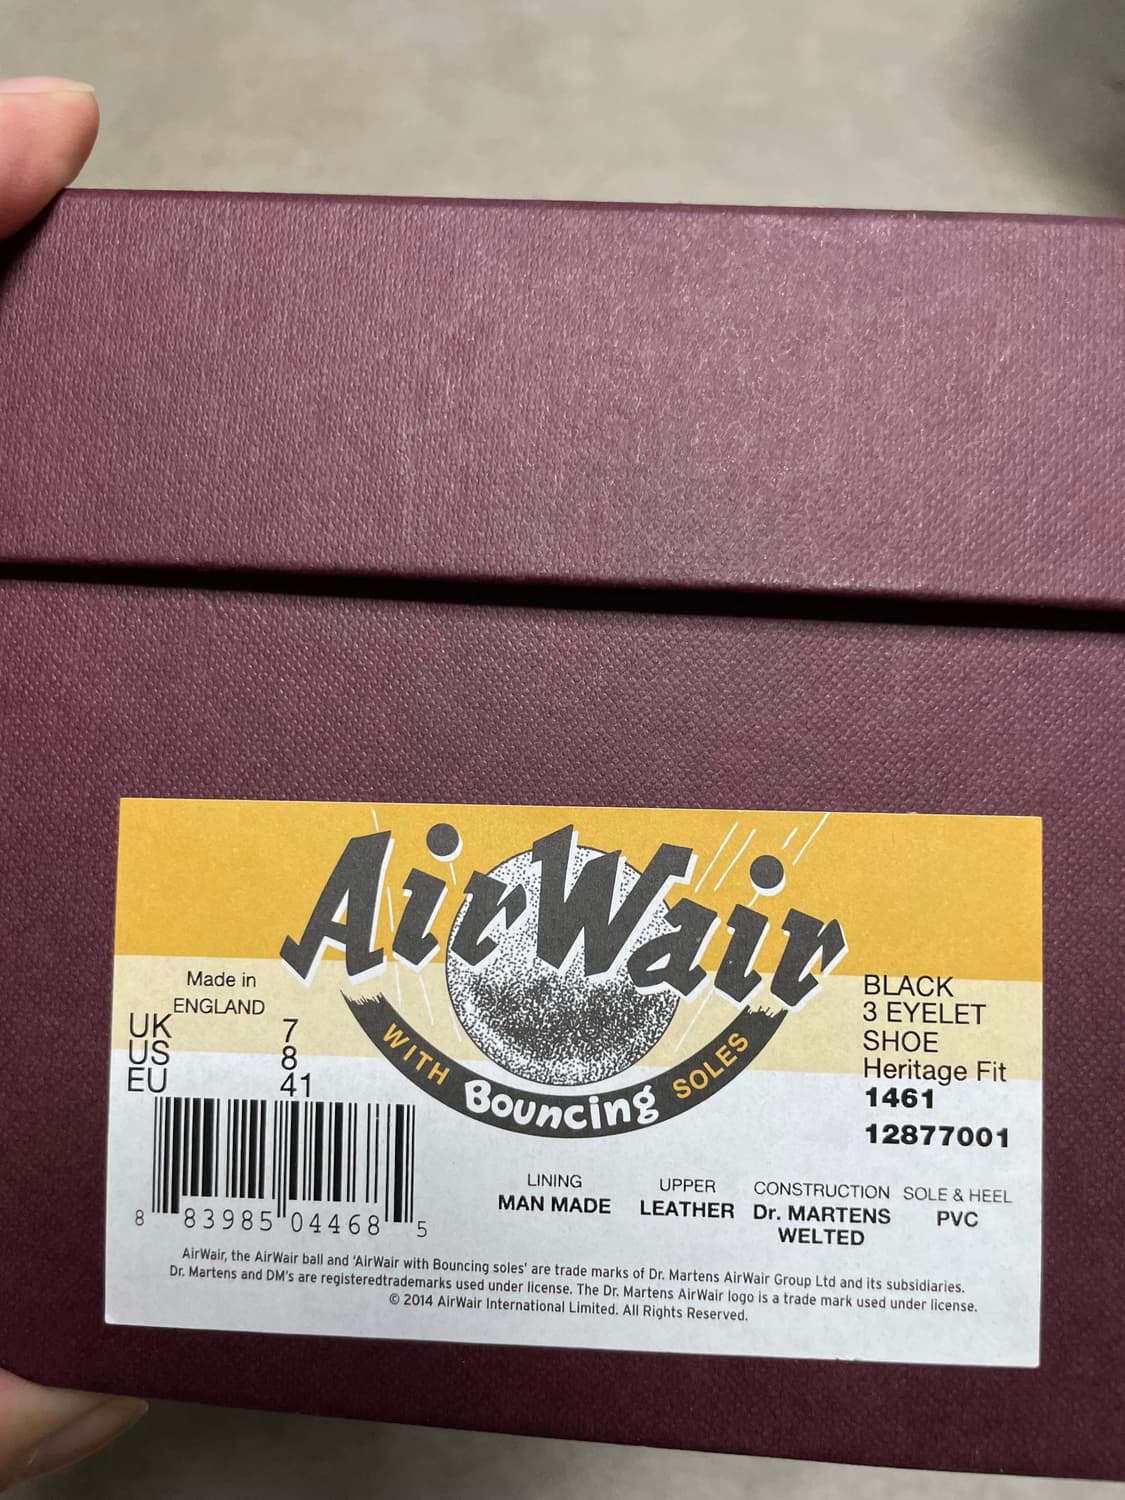 AirWair
WITH Bouncing SOLES
Made in
ENGLAND
UK 7
US 8
EU 41
8 83985 04468 5
BLACK
3 EYELET
SHOE
Heritage Fit
1461
12877001
LINING
MAN MADE
UPPER
LEATHER
CONSTRUCTION
Dr. MARTENS
WELTED
SOLE & HEEL
PVC
AirWair, the AirWair ball and 'AirWair with Bouncing soles' are trade marks of Dr. Martens AirWair Group Ltd and its subsidiaries.
Dr. Martens and DM's are registeredtrademarks used under license. The Dr. Martens AirWair logo is a trade mark used under license.
© 2014 AirWair International Limited. All Rights Reserved.